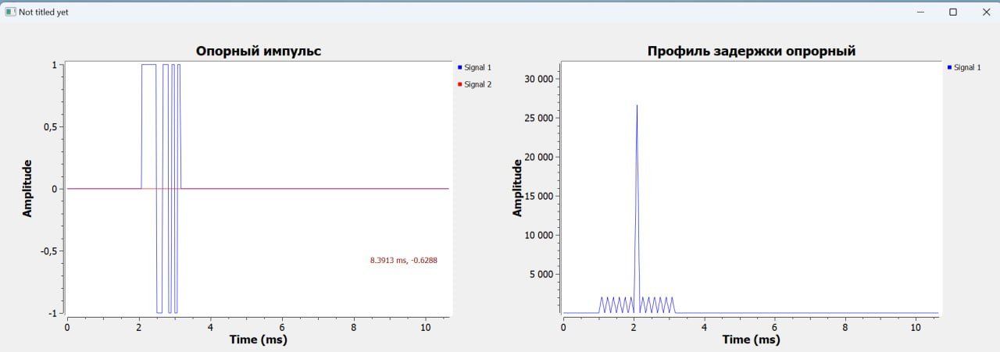 Not titled yet
Опорный импульс
Signal 1
Signal 2
1
0,5
0
-0,5
-1
Amplitude
8.3913 ms, -0.6288
0 2 4 6 8 10
Time (ms)
Профиль задержки опрорный
Signal 1
30 000
25 000
20 000
15 000
10 000
5 000
Amplitude
0 2 4 6 8 10
Time (ms)